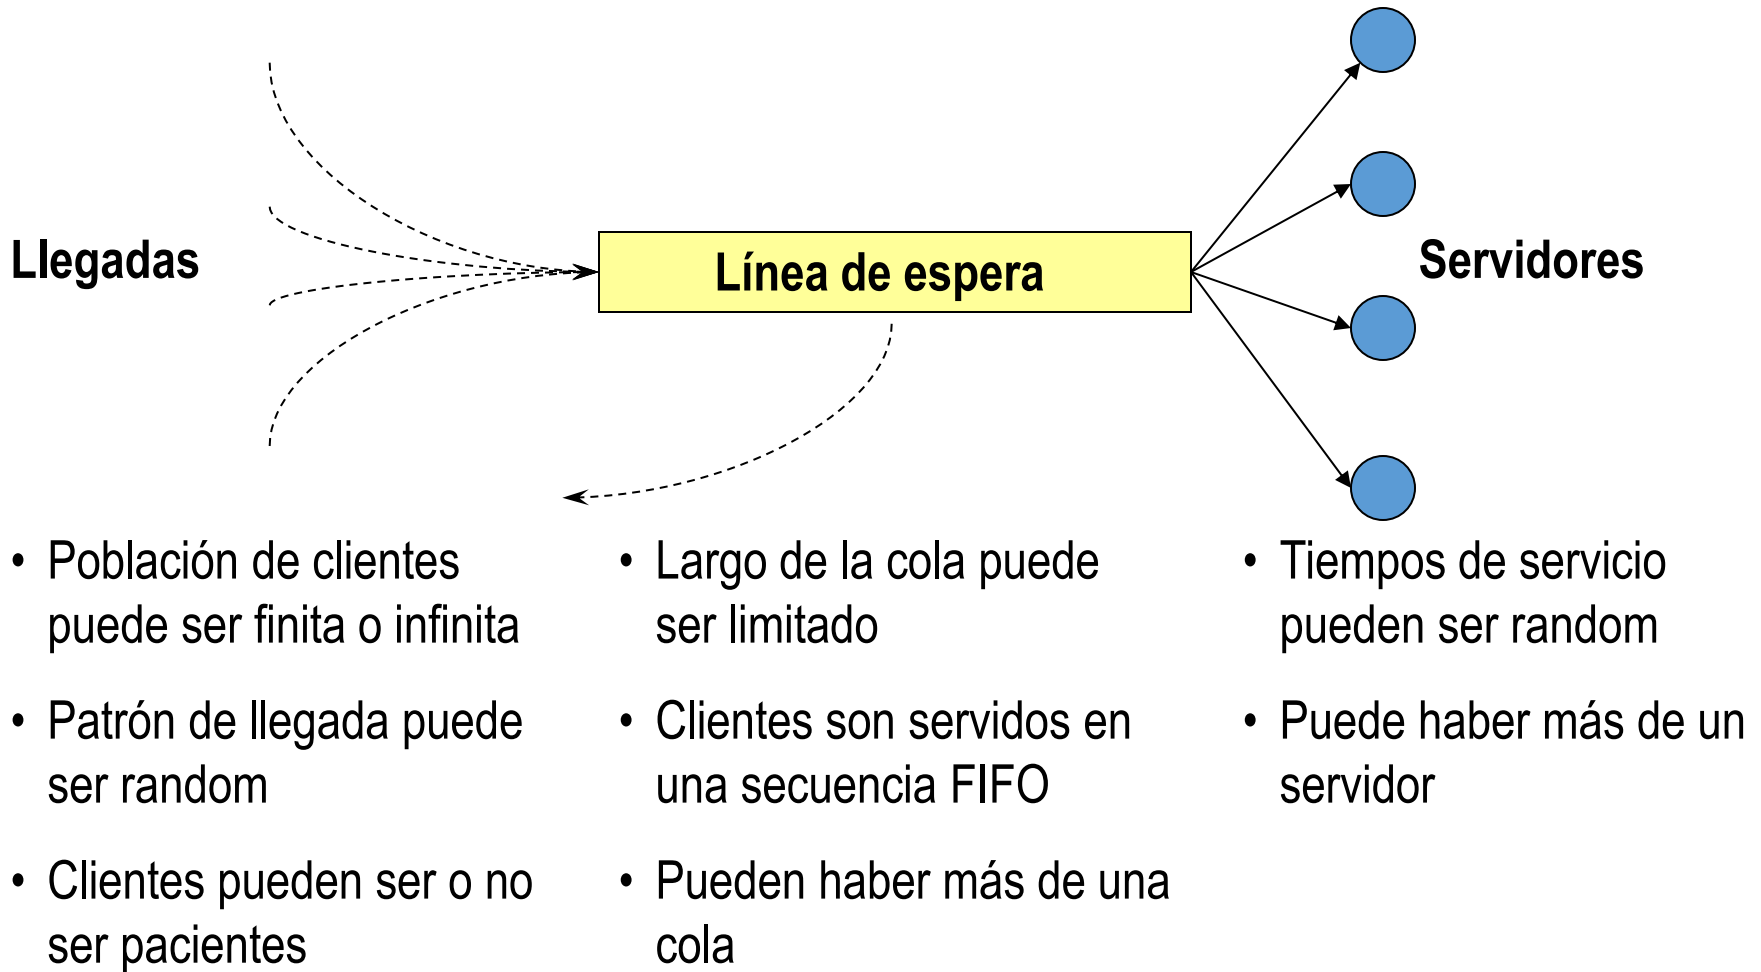 Llegadas
Línea de espera
Servidores
• Población de clientes
puede ser finita o infinita
• Patrón de llegada puede
ser random
• Clientes pueden ser o no
ser pacientes
• Largo de la cola puede
ser limitado
• Clientes son servidos en
una secuencia FIFO
• Pueden haber más de una
cola
• Tiempos de servicio
pueden ser random
• Puede haber más de un
servidor